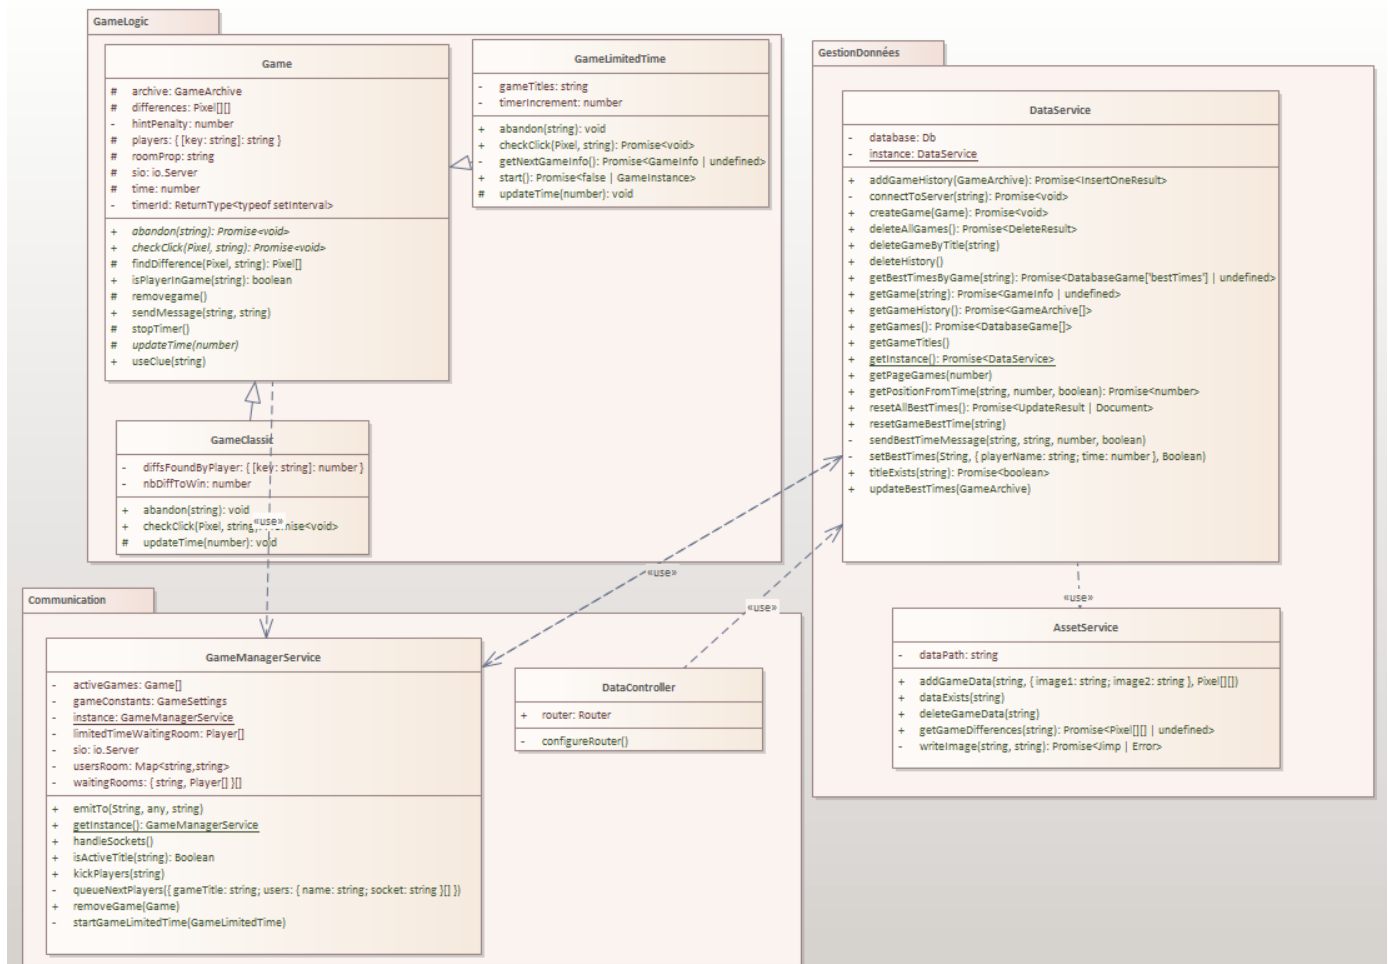 GameLogic
Game
# archive: GameArchive
# differences: Pixel[][]
- hintPenalty: number
# players: { [key: string]: string }
# roomProp: string
# sio: io.Server
# time: number
- timerId: ReturnType<typeof setInterval>
+ abandon(string): Promise<void>
+ checkClick(Pixel, string): Promise<void>
# findDifference(Pixel, string): Pixel[]
+ isPlayerInGame(string): boolean
# removegame()
+ sendMessage(string, string)
# stopTimer()
# updateTime(number)
+ useClue(string)
GameLimitedTime
- gameTitles: string
- timerIncrement: number
+ abandon(string): void
+ checkClick(Pixel, string): Promise<void>
- getNextGameInfo(): Promise<GameInfo | undefined>
+ start(): Promise<false | GameInstance>
# updateTime(number): void
GameClassic
- diffsFoundByPlayer: { [key: string]: number }
- nbDiffToWin: number
+ abandon(string): void
+ checkClick(Pixel, string): Promise<void>
# updateTime(number): void
«use»
GestionDonnées
DataService
- database: Db
- instance: DataService
+ addGameHistory(GameArchive): Promise<InsertOneResult>
- connectToServer(string): Promise<void>
+ createGame(Game): Promise<void>
+ deleteAllGames(): Promise<DeleteResult>
+ deleteGameByTitle(string)
+ deleteHistory()
+ getBestTimesByGame(string): Promise<DatabaseGame['bestTimes'] | undefined>
+ getGame(string): Promise<GameInfo | undefined>
+ getGameHistory(): Promise<GameArchive[]>
+ getGames(): Promise<DatabaseGame[]>
+ getGameTitles()
+ getInstance(): Promise<DataService>
+ getPageGames(number)
+ getPositionFromTime(string, number, boolean): Promise<number>
+ resetAllBestTimes(): Promise<UpdateResult | Document>
+ resetGameBestTime(string)
- sendBestTimeMessage(string, string, number, boolean)
- setBestTimes(String, { playerName: string; time: number }, Boolean)
+ titleExists(string): Promise<boolean>
+ updateBestTimes(GameArchive)
«use»
«use»
«use»
AssetService
- dataPath: string
+ addGameData(string, { image1: string; image2: string }, Pixel[][])
+ dataExists(string)
+ deleteGameData(string)
+ getGameDifferences(string): Promise<Pixel[][] | undefined>
- writeImage(string, string): Promise<Jimp | Error>
Communication
GameManagerService
- activeGames: Game[]
- gameConstants: GameSettings
- instance: GameManagerService
- limitedTimeWaitingRoom: Player[]
- sio: io.Server
- usersRoom: Map<string,string>
- waitingRooms: { string, Player[] }[]
+ emitTo(String, any, string)
+ getInstance(): GameManagerService
+ handleSockets()
+ isActiveTitle(string): Boolean
+ kickPlayers(string)
- queueNextPlayers({ gameTitle: string; users: { name: string; socket: string }[] })
+ removeGame(Game)
- startGameLimitedTime(GameLimitedTime)
DataController
+ router: Router
- configureRouter()